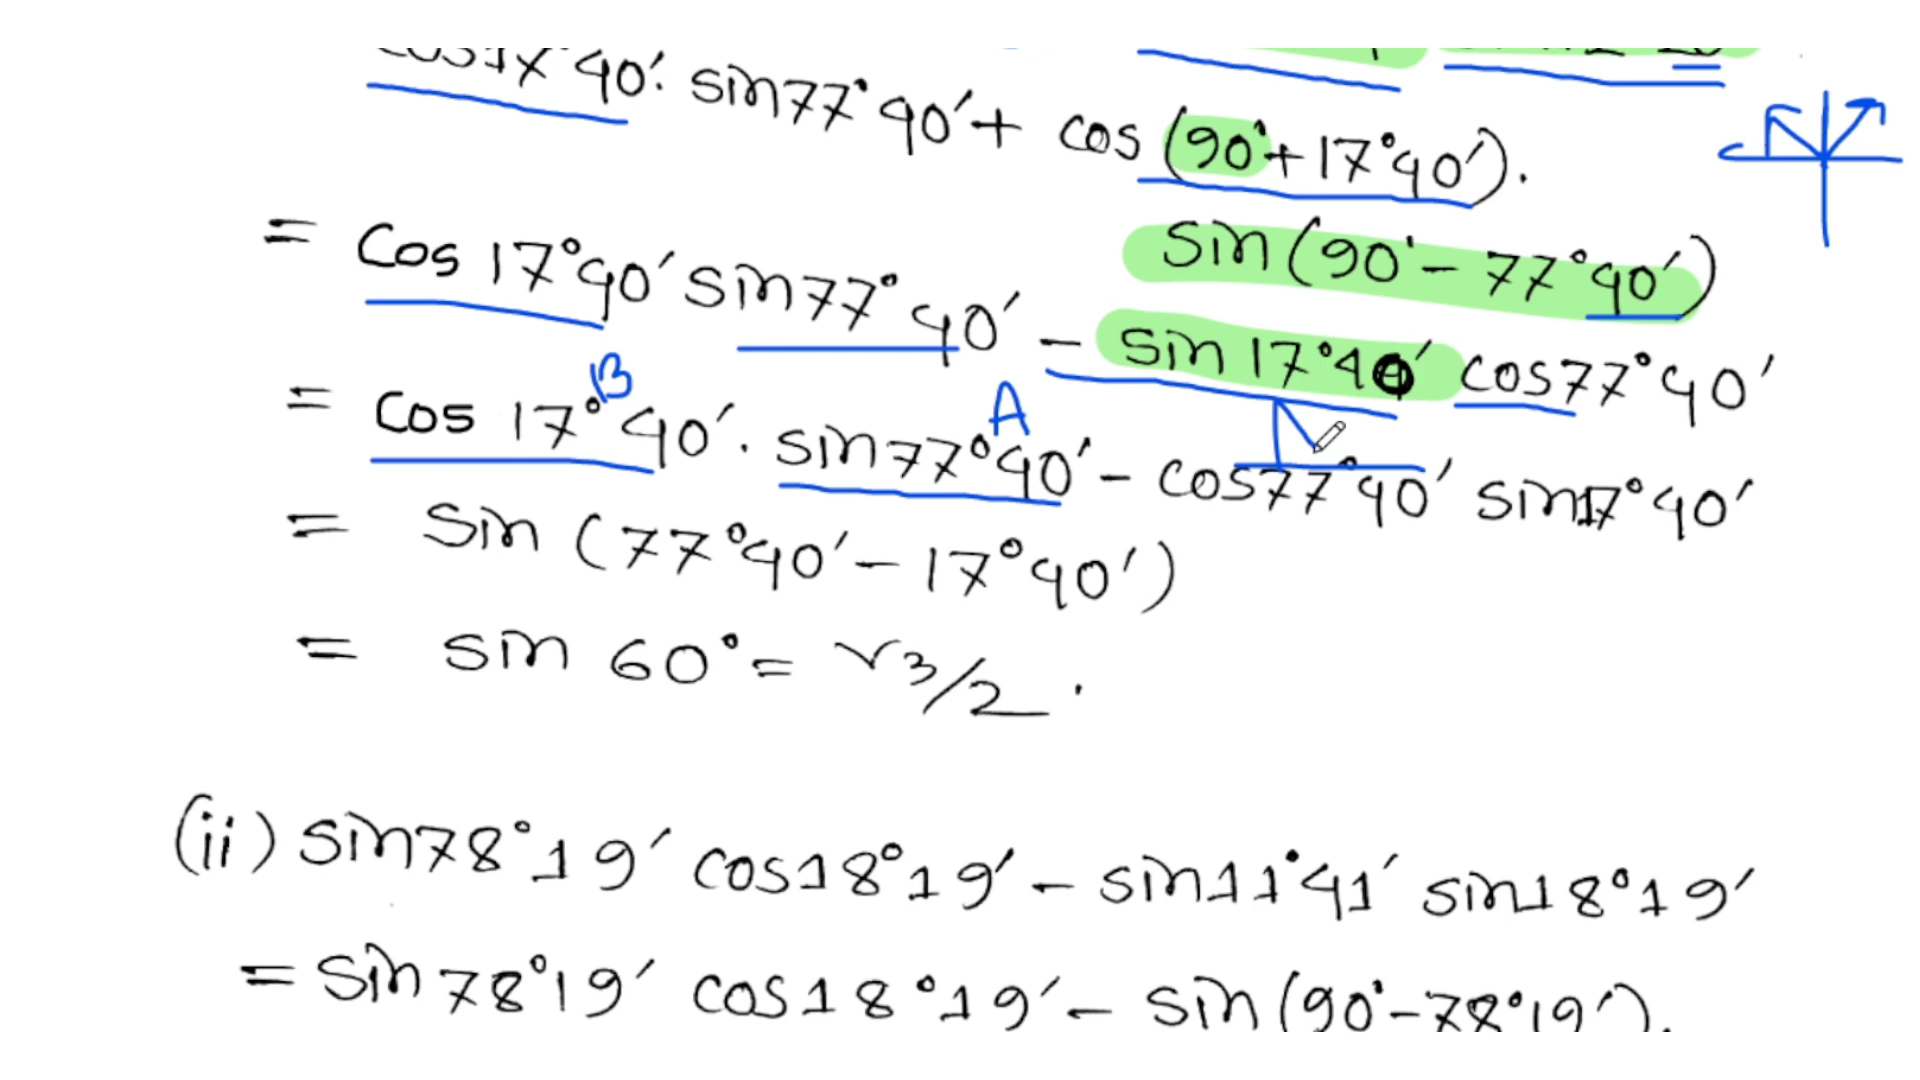 40′. sin77°40′+ cos (90°+17°40′).
sin(90°- 77°40′)
= cos 17°40′ sin77°40′ - sin 17°40′ cos77°40′
B A
= cos 17°40′. sin77°40′ - cos77°40′ sin17°40′
= sin (77°40′- 17°40′)
= sin 60° = √3/2.
(ii) sin78°19′ cos18°19′- sin11°41′ sin18°19′
= sin78°19′ cos18°19′- sin(90°-78°19′).